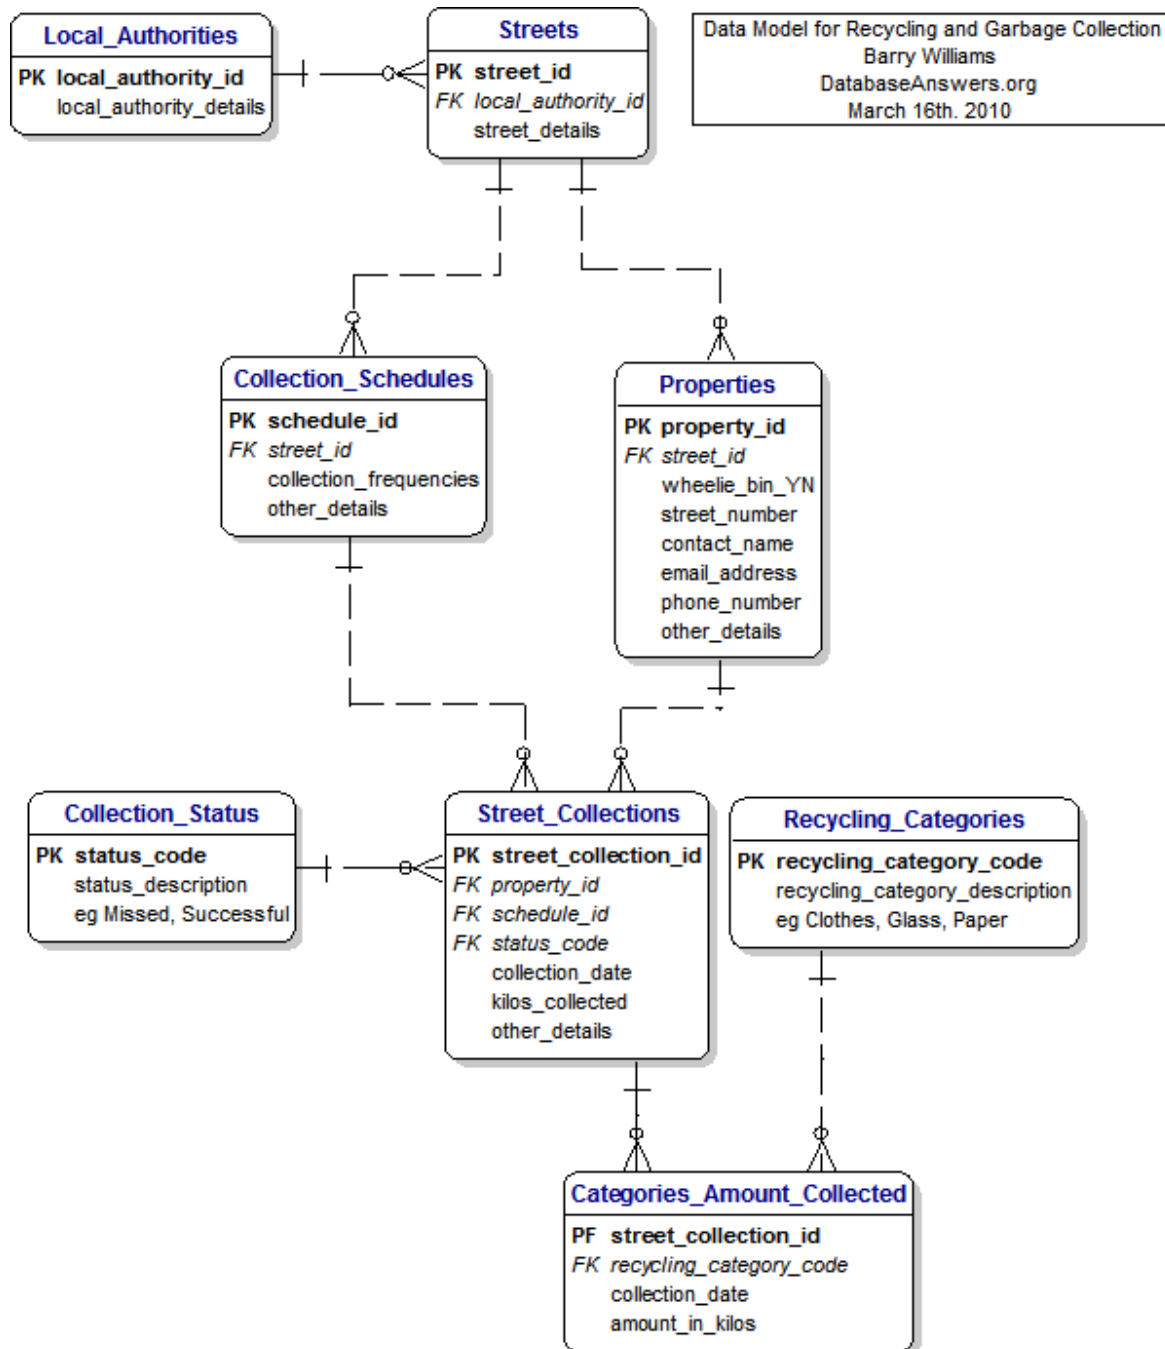 Local_Authorities
PK local_authority_id
local_authority_details
Streets
PK street_id
FK local_authority_id
street_details
Data Model for Recycling and Garbage Collection
Barry Williams
DatabaseAnswers.org
March 16th. 2010
Collection_Schedules
PK schedule_id
FK street_id
collection_frequencies
other_details
Properties
PK property_id
FK street_id
wheelie_bin_YN
street_number
contact_name
email_address
phone_number
other_details
Collection_Status
PK status_code
status_description
eg Missed, Successful
Street_Collections
PK street_collection_id
FK property_id
FK schedule_id
FK status_code
collection_date
kilos_collected
other_details
Recycling_Categories
PK recycling_category_code
recycling_category_description
eg Clothes, Glass, Paper
Categories_Amount_Collected
PF street_collection_id
FK recycling_category_code
collection_date
amount_in_kilos